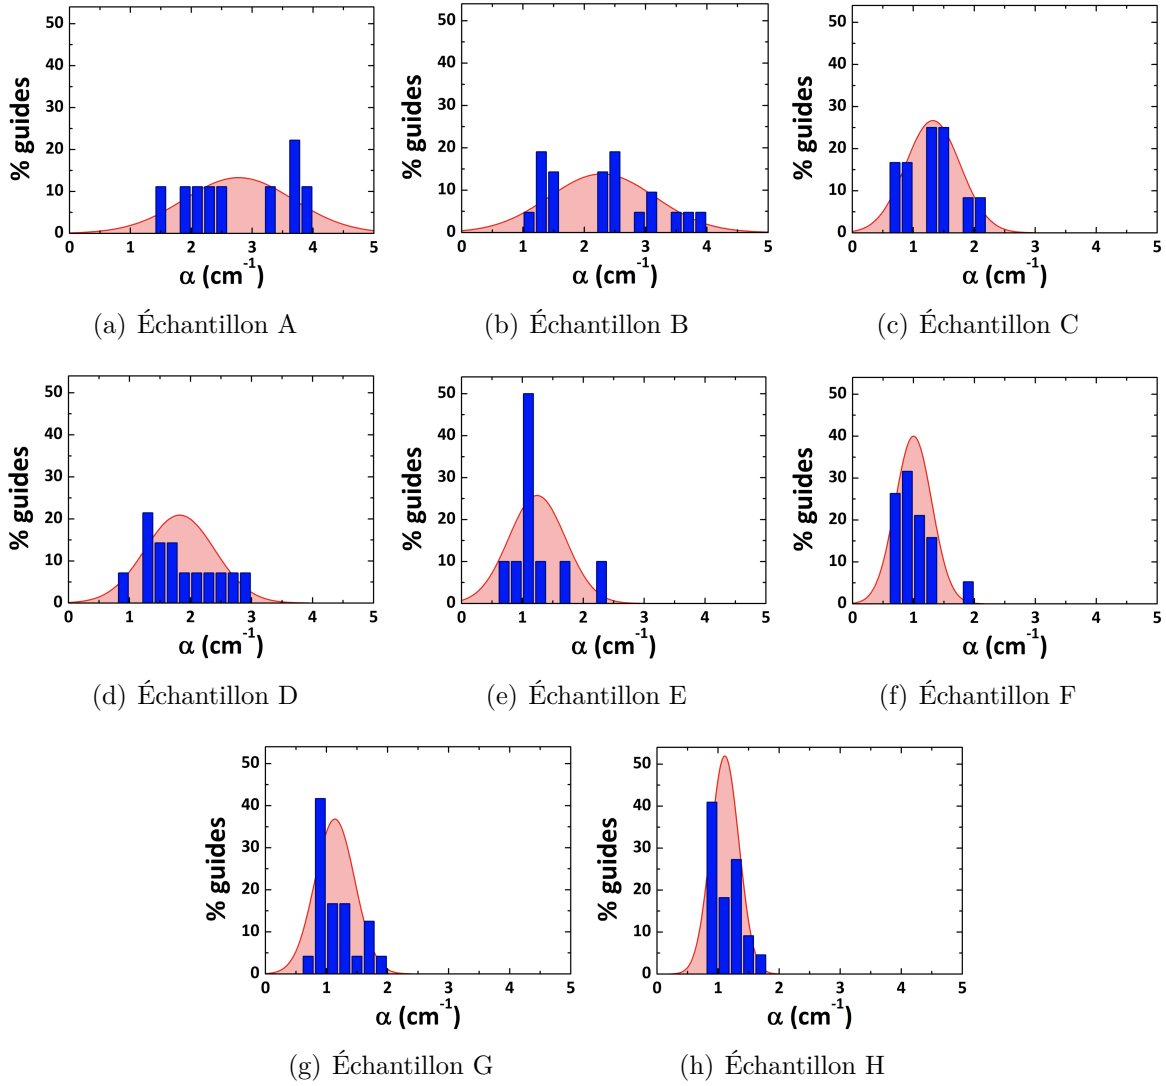 50
40
30
20
10
0
% guides
0 1 2 3 4 5
α (cm⁻¹)
(a) Échantillon A
50
40
30
20
10
0
% guides
0 1 2 3 4 5
α (cm⁻¹)
(b) Échantillon B
50
40
30
20
10
0
% guides
0 1 2 3 4 5
α (cm⁻¹)
(c) Échantillon C
50
40
30
20
10
0
% guides
0 1 2 3 4 5
α (cm⁻¹)
(d) Échantillon D
50
40
30
20
10
0
% guides
0 1 2 3 4 5
α (cm⁻¹)
(e) Échantillon E
50
40
30
20
10
0
% guides
0 1 2 3 4 5
α (cm⁻¹)
(f) Échantillon F
50
40
30
20
10
0
% guides
0 1 2 3 4 5
α (cm⁻¹)
(g) Échantillon G
50
40
30
20
10
0
% guides
0 1 2 3 4 5
α (cm⁻¹)
(h) Échantillon H